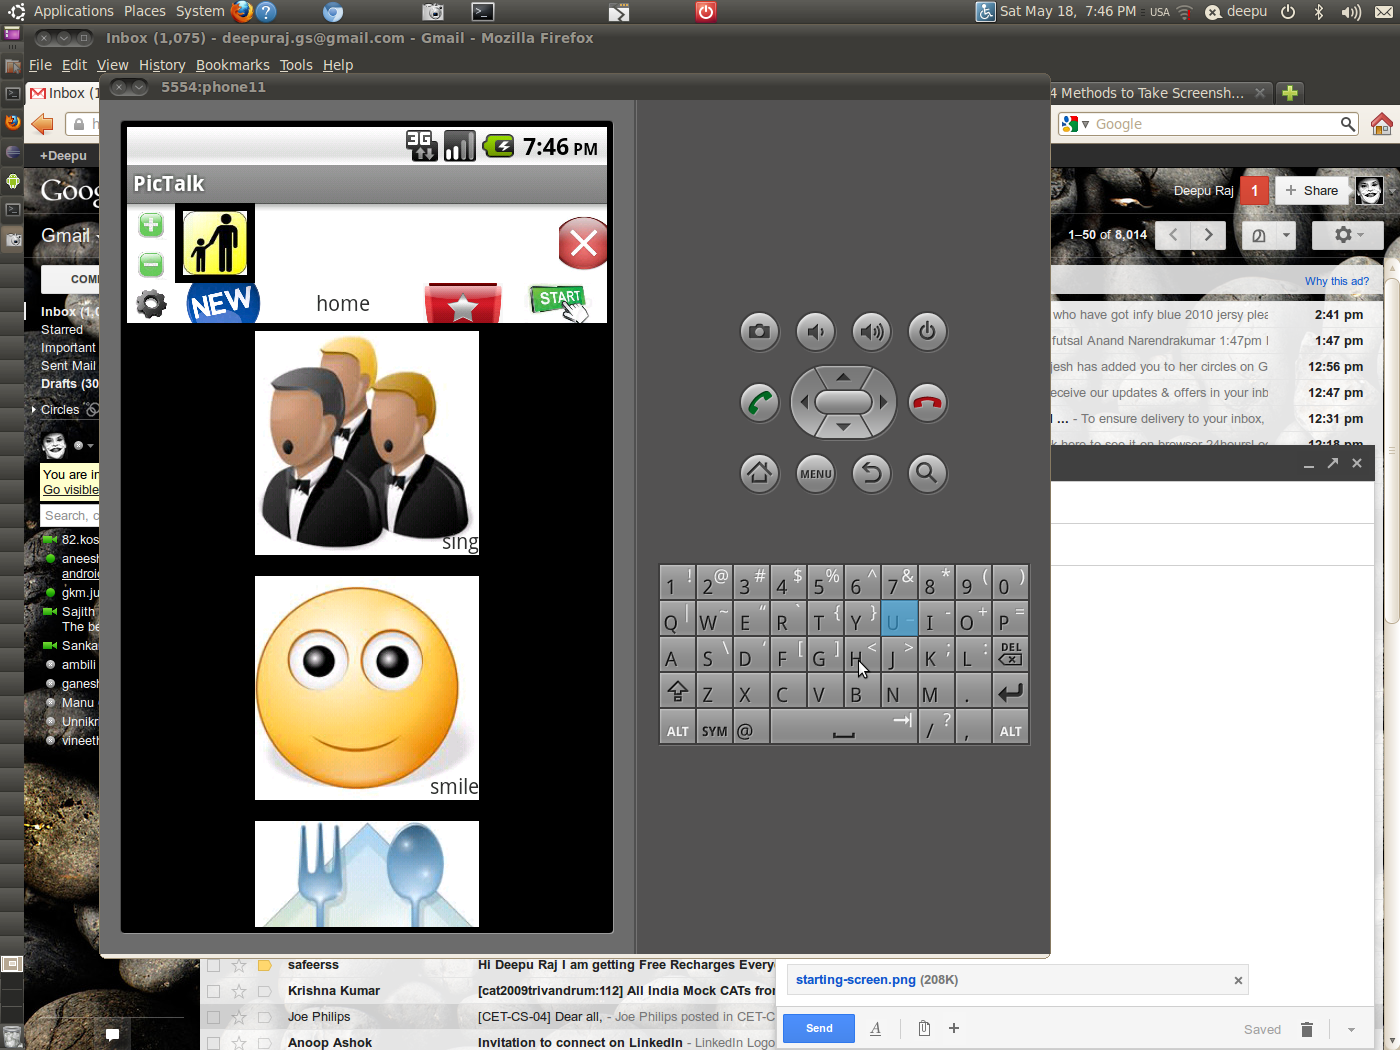 Applications Places System
Sat May 18, 7:46 PM USA deepu
Inbox (1,075) - deepuraj.gs@gmail.com - Gmail - Mozilla Firefox
File Edit View History Bookmarks Tools Help
5554:phone11
Inbox (1
4 Methods to Take Screensh...
Google
+Deepu
Goo
Deepu Raj 1 + Share
Gmail
1–50 of 8,014
COM
Why this ad?
Inbox (1,0
Starred
Important
Sent Mail
Drafts (30
Circles
You are in
Go visible
Search, c
82.kos
aneesh
android
gkm.ju
Sajith
The be
Sanka
ambili
ganesh
Manu
Unnikr
vineeth
3G 7:46 PM
PicTalk
NEW home START
sing
smile
MENU
1 ! 2 @ 3 # 4 $ 5 % 6 ^ 7 & 8 * 9 ( 0 )
Q | W ~ E “ R ` T { Y } U _ I - O + P =
A S \ D ‘ F [ G ] H < J > K ; L : DEL
Z X C V B N M .
ALT SYM @ / ? , ALT
who have got infy blue 2010 jersy plea 2:41 pm
futsal Anand Narendrakumar 1:47pm 1:47 pm
jesh has added you to her circles on G 12:56 pm
eceive our updates & offers in your inb 12:47 pm
... - To ensure delivery to your inbox, 12:31 pm
12:18 pm
safeerss Hi Deepu Raj I am getting Free Recharges Every
Krishna Kumar [cat2009trivandrum:112] All India Mock CATs fron
Joe Philips [CET-CS-04] Dear all, - Joe Philips posted in CET-C
Anoop Ashok Invitation to connect on LinkedIn - LinkedIn Logo
starting-screen.png (208K)
Send A + Saved